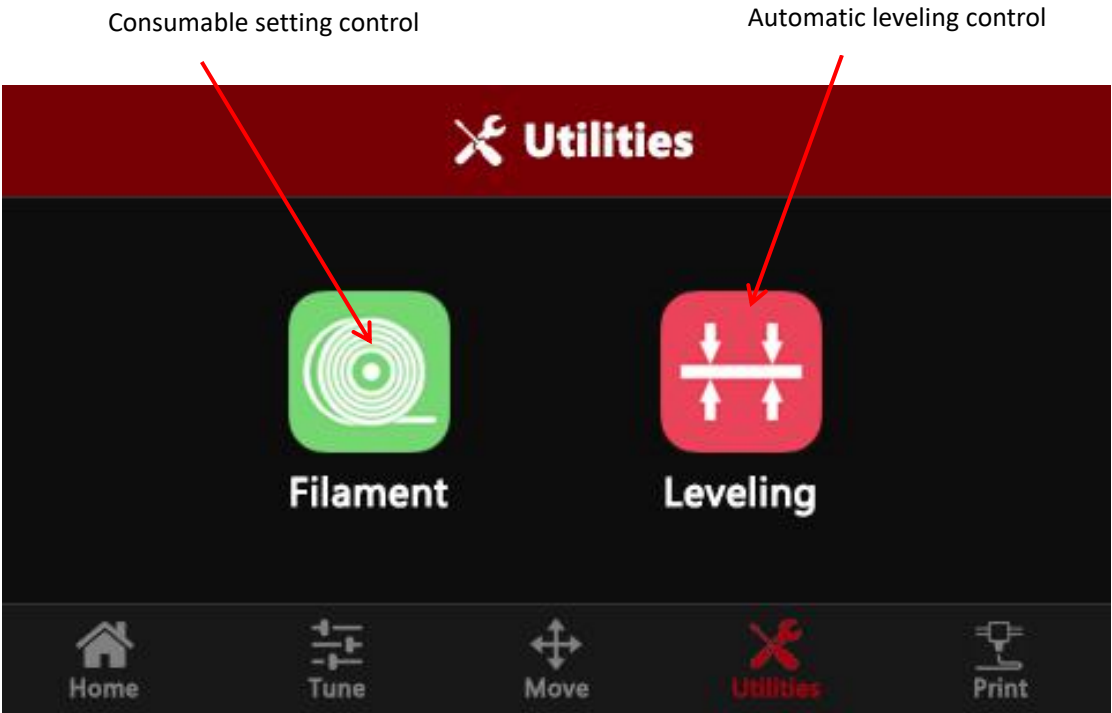 Consumable setting control
Automatic leveling control
Utilities
Filament
Leveling
Home
Tune
Move
Utilities
Print